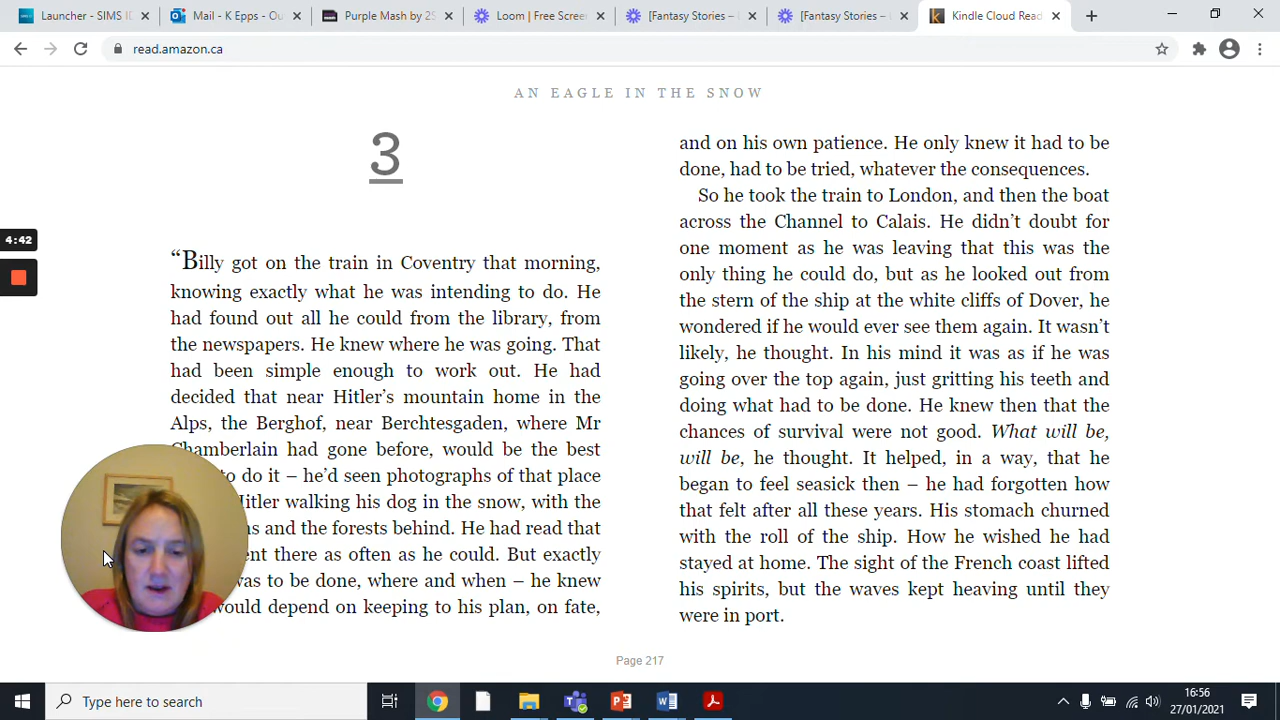 Launcher - SIMS ID
Mail - K Epps - Ou
Purple Mash by 2S
Loom | Free Scree
[Fantasy Stories – L
[Fantasy Stories – L
Kindle Cloud Read
read.amazon.ca
AN EAGLE IN THE SNOW
3
“Billy got on the train in Coventry that morning,
knowing exactly what he was intending to do. He
had found out all he could from the library, from
the newspapers. He knew where he was going. That
had been simple enough to work out. He had
decided that near Hitler’s mountain home in the
Alps, the Berghof, near Berchtesgaden, where Mr
Chamberlain had gone before, would be the best
to do it – he’d seen photographs of that place
Hitler walking his dog in the snow, with the
and the forests behind. He had read that
there as often as he could. But exactly
was to be done, where and when – he knew
would depend on keeping to his plan, on fate,
and on his own patience. He only knew it had to be
done, had to be tried, whatever the consequences.
So he took the train to London, and then the boat
across the Channel to Calais. He didn’t doubt for
one moment as he was leaving that this was the
only thing he could do, but as he looked out from
the stern of the ship at the white cliffs of Dover, he
wondered if he would ever see them again. It wasn’t
likely, he thought. In his mind it was as if he was
going over the top again, just gritting his teeth and
doing what had to be done. He knew then that the
chances of survival were not good. What will be,
will be, he thought. It helped, in a way, that he
began to feel seasick then – he had forgotten how
that felt after all these years. His stomach churned
with the roll of the ship. How he wished he had
stayed at home. The sight of the French coast lifted
his spirits, but the waves kept heaving until they
were in port.
Page 217
4:42
Type here to search
16:56
27/01/2021